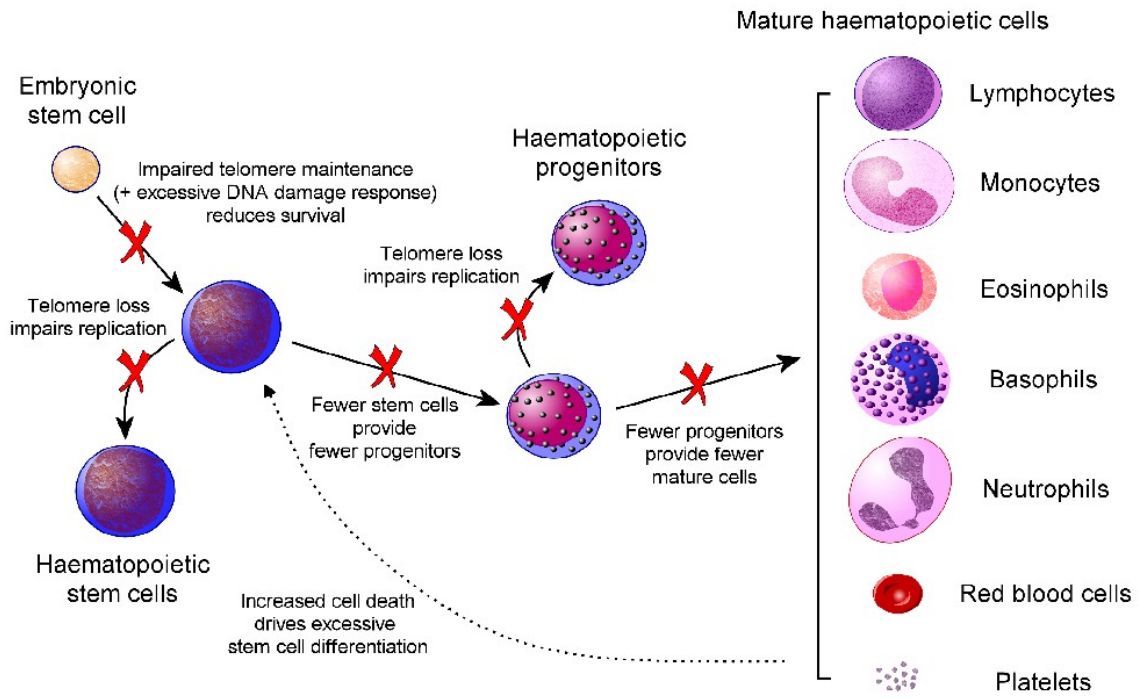 Mature haematopoietic cells
Embryonic
stem cell
Impaired telomere maintenance
(+ excessive DNA damage response)
reduces survival
Telomere loss
impairs replication
Haematopoietic
stem cells
Fewer stem cells
provide
fewer progenitors
Haematopoietic
progenitors
Telomere loss
impairs replication
Fewer progenitors
provide fewer
mature cells
Increased cell death
drives excessive
stem cell differentiation
Lymphocytes
Monocytes
Eosinophils
Basophils
Neutrophils
Red blood cells
Platelets